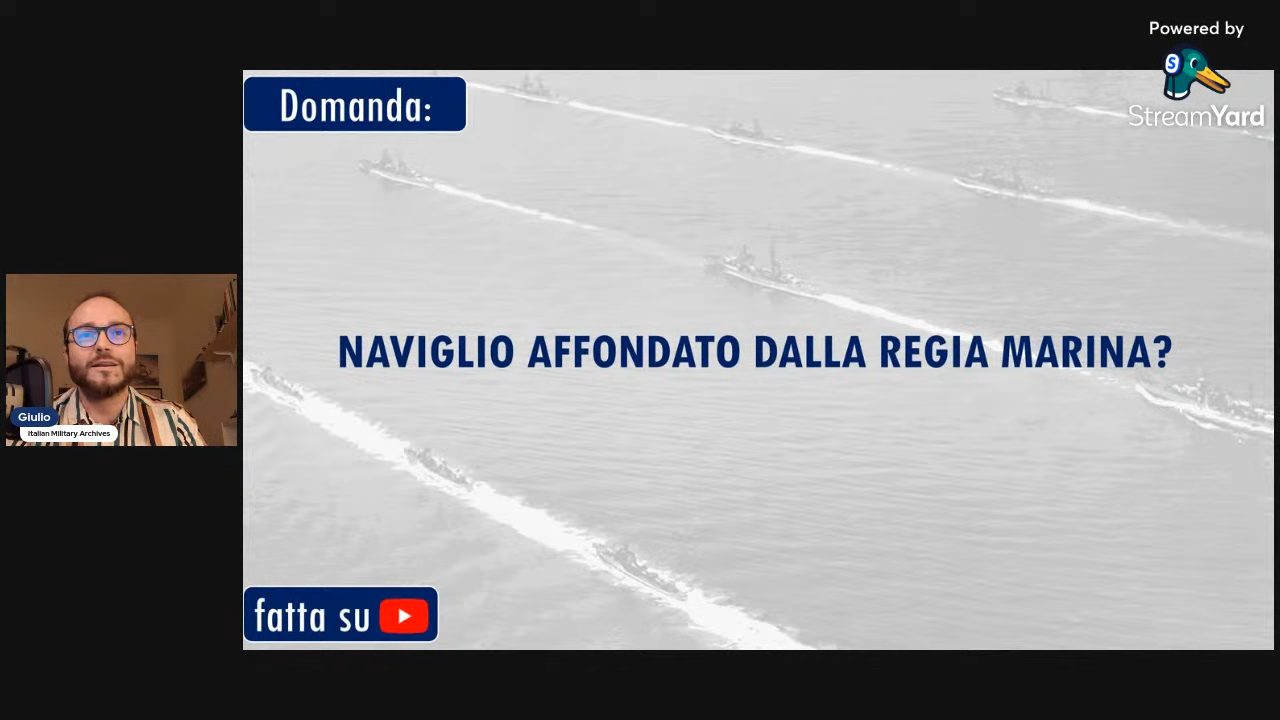 Powered by
StreamYard
Domanda:
NAVIGLIO AFFONDATO DALLA REGIA MARINA?
Giulio
Italian Military Archives
fatta su